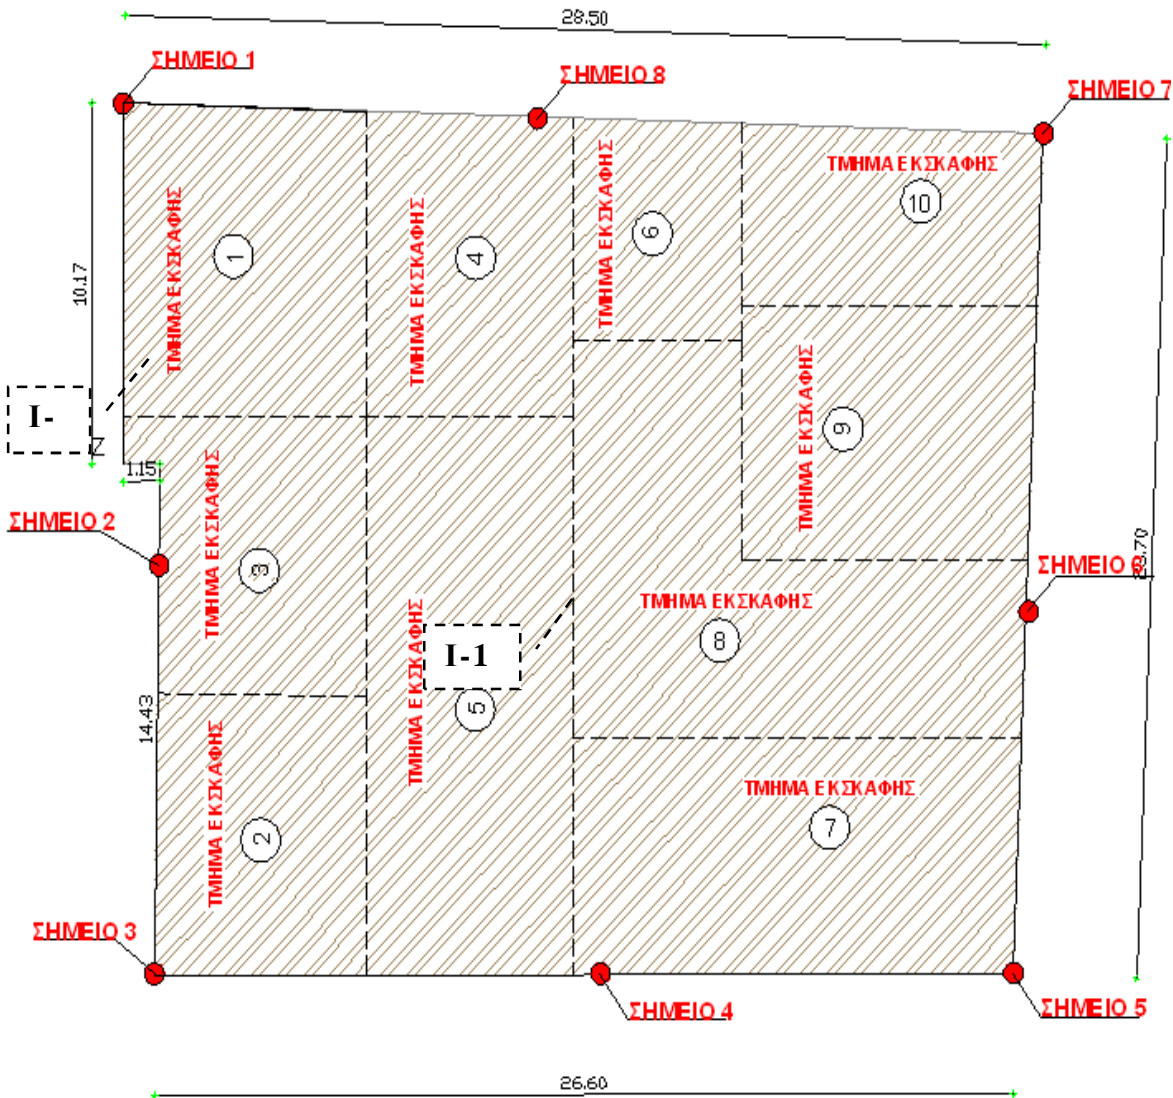 28.50
ΣΗΜΕΙΟ 1
ΣΗΜΕΙΟ 8
ΣΗΜΕΙΟ 7
ΤΜΗΜΑ ΕΚΣΚΑΦΗΣ
1
ΤΜΗΜΑ ΕΚΣΚΑΦΗΣ
4
ΤΜΗΜΑ ΕΚΣΚΑΦΗΣ
6
ΤΜΗΜΑ ΕΚΣΚΑΦΗΣ
10
10.17
I-
Z
1.15
ΤΜΗΜΑ ΕΚΣΚΑΦΗΣ
9
ΣΗΜΕΙΟ 2
ΤΜΗΜΑ ΕΚΣΚΑΦΗΣ
3
ΣΗΜΕΙΟ 6
ΤΜΗΜΑ ΕΚΣΚΑΦΗΣ
8
I-1
ΤΜΗΜΑ ΕΚΣΚΑΦΗΣ
5
14.43
ΤΜΗΜΑ ΕΚΣΚΑΦΗΣ
2
ΤΜΗΜΑ ΕΚΣΚΑΦΗΣ
7
ΣΗΜΕΙΟ 3
ΣΗΜΕΙΟ 4
ΣΗΜΕΙΟ 5
26.60